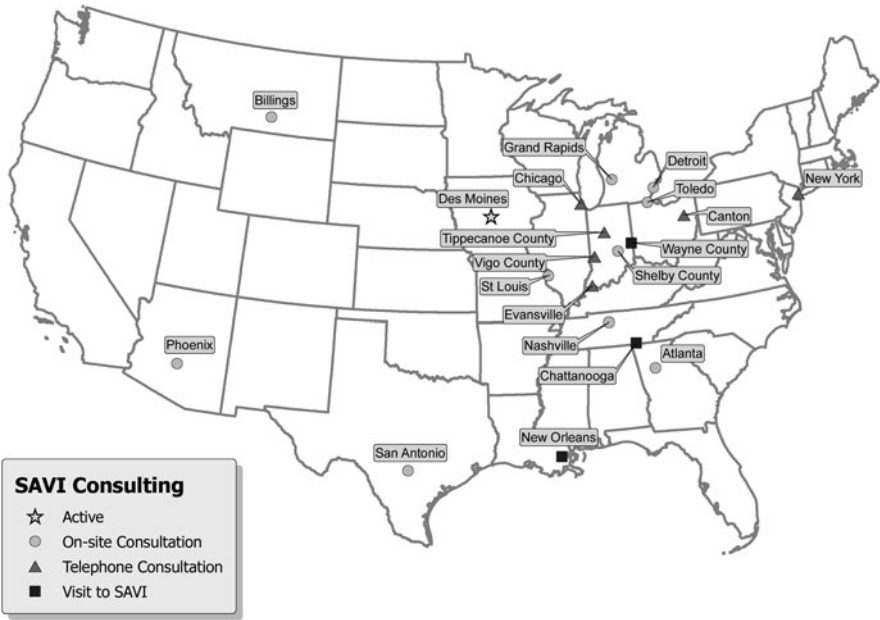 Billings
Grand Rapids
Detroit
Chicago
Toledo
New York
Des Moines
Canton
Tippecanoe County
Wayne County
Vigo County
Shelby County
St Louis
Evansville
Phoenix
Nashville
Atlanta
Chattanooga
New Orleans
San Antonio
SAVI Consulting
Active
On-site Consultation
Telephone Consultation
Visit to SAVI